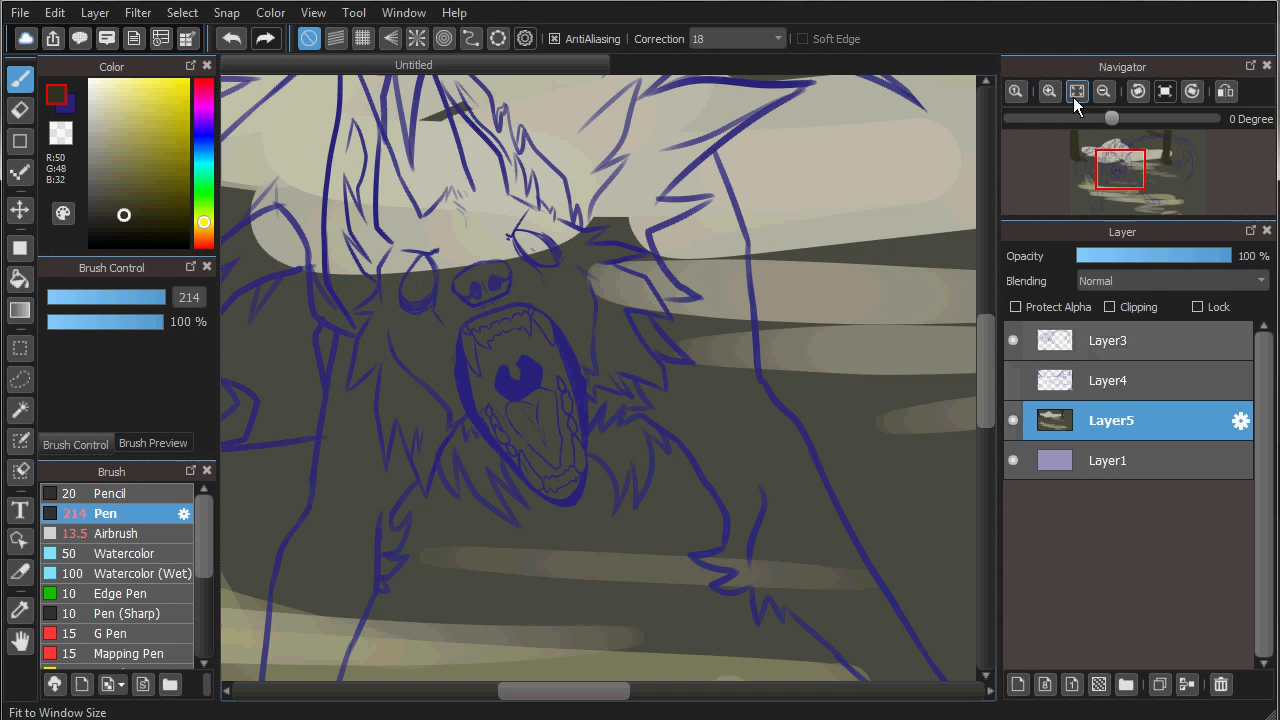 File Edit Layer Filter Select Snap Color View Tool Window Help
AntiAliasing Correction 18 Soft Edge
Color
Untitled
Navigator
0 Degree
R:50
G:48
B:32
Brush Control
214
100 %
Brush Control Brush Preview
Brush
20 Pencil
214 Pen
13.5 Airbrush
50 Watercolor
100 Watercolor (Wet)
10 Edge Pen
10 Pen (Sharp)
15 G Pen
15 Mapping Pen
Layer
Opacity 100 %
Blending Normal
Protect Alpha Clipping Lock
Layer3
Layer4
Layer5
Layer1
Fit to Window Size